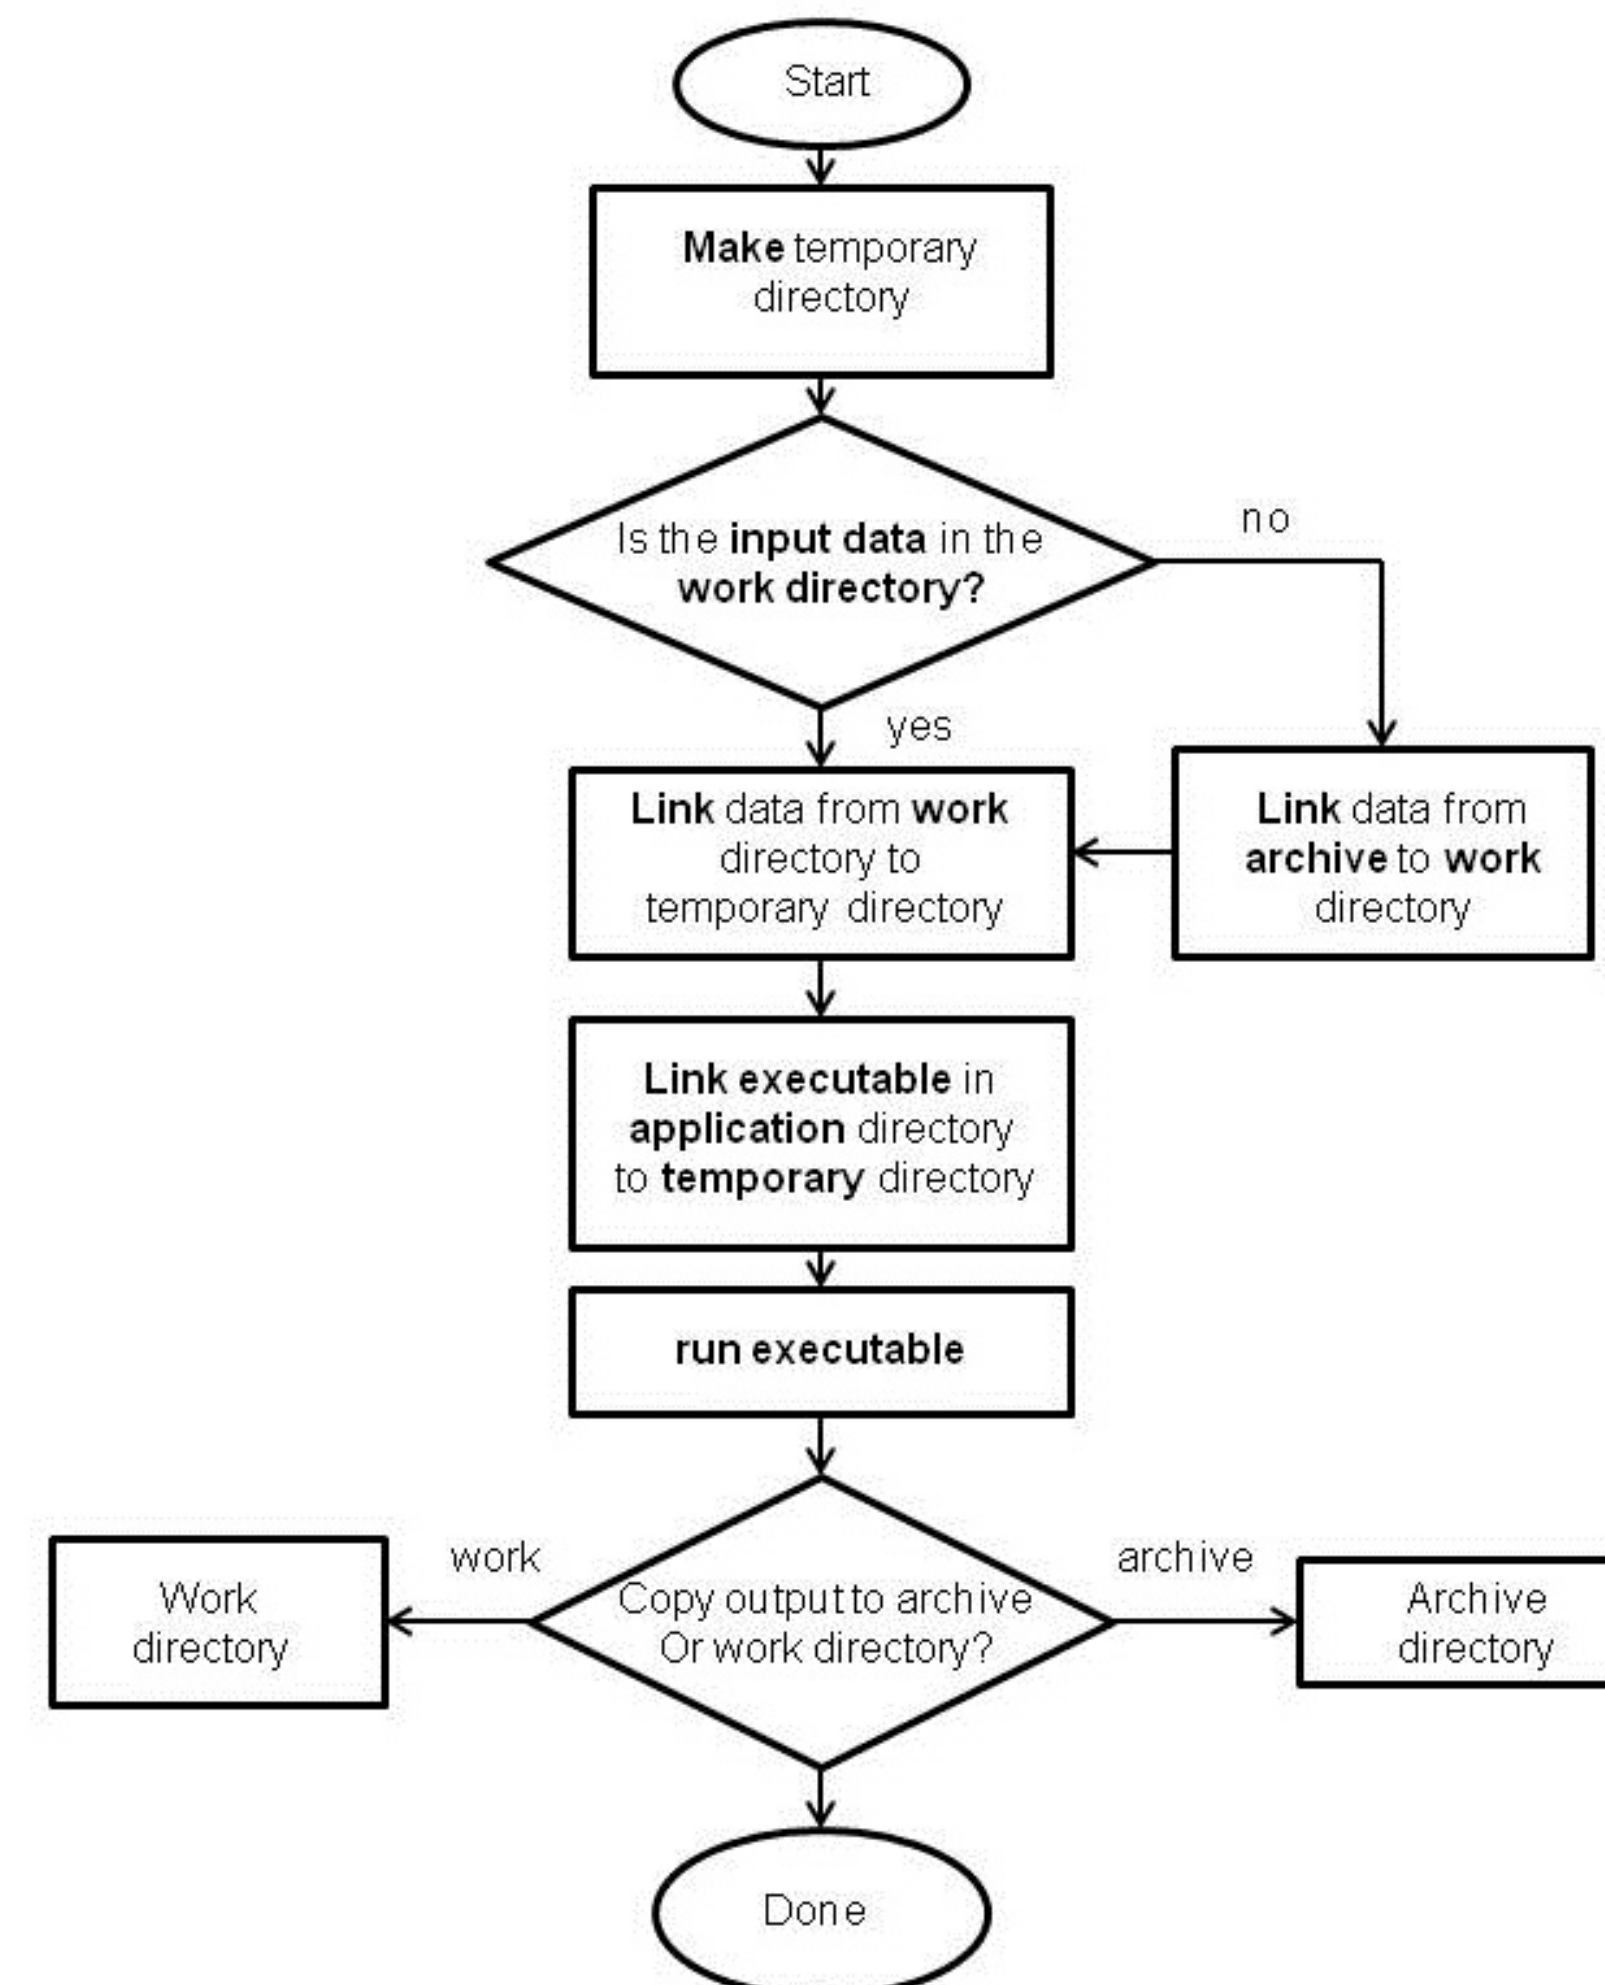 Start
Make temporary
directory
Is the input data in the
work directory?
no
yes
Link data from work
directory to
temporary directory
Link data from
archive to work
directory
Link executable in
application directory
to temporary directory
run executable
work
archive
Work
directory
Copy output to archive
Or work directory?
Archive
directory
Done